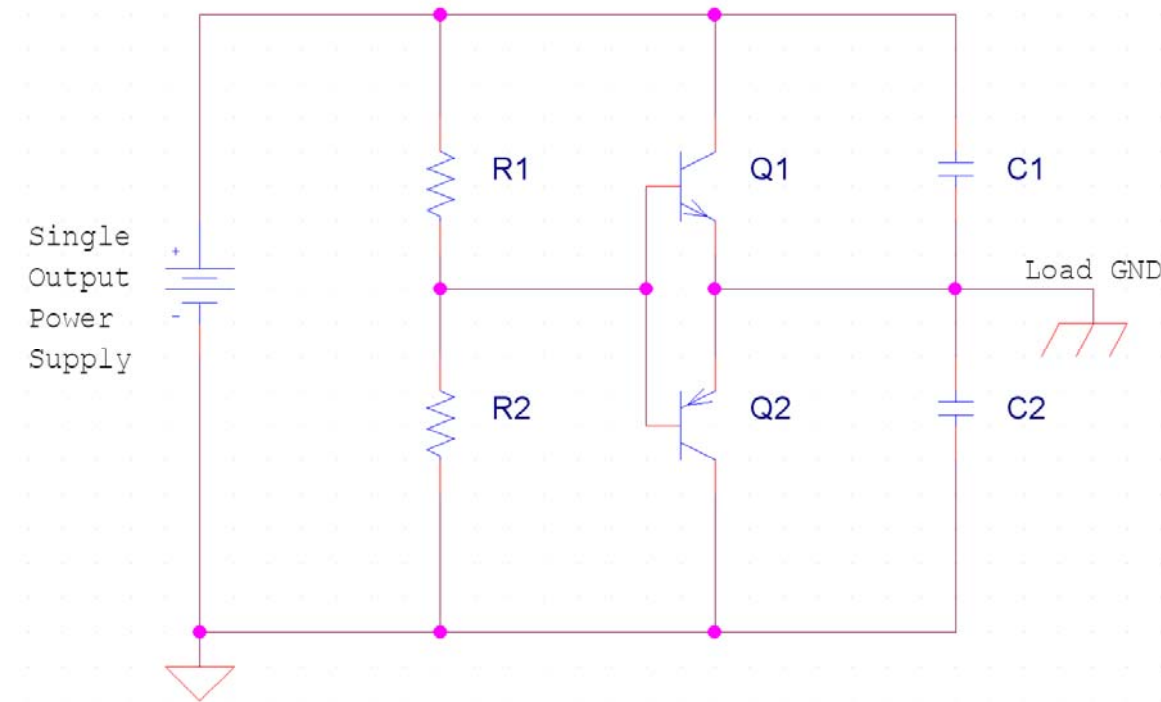 R1
Q1
C1
Single
Output
Power
Supply
+
-
Load GND
R2
Q2
C2